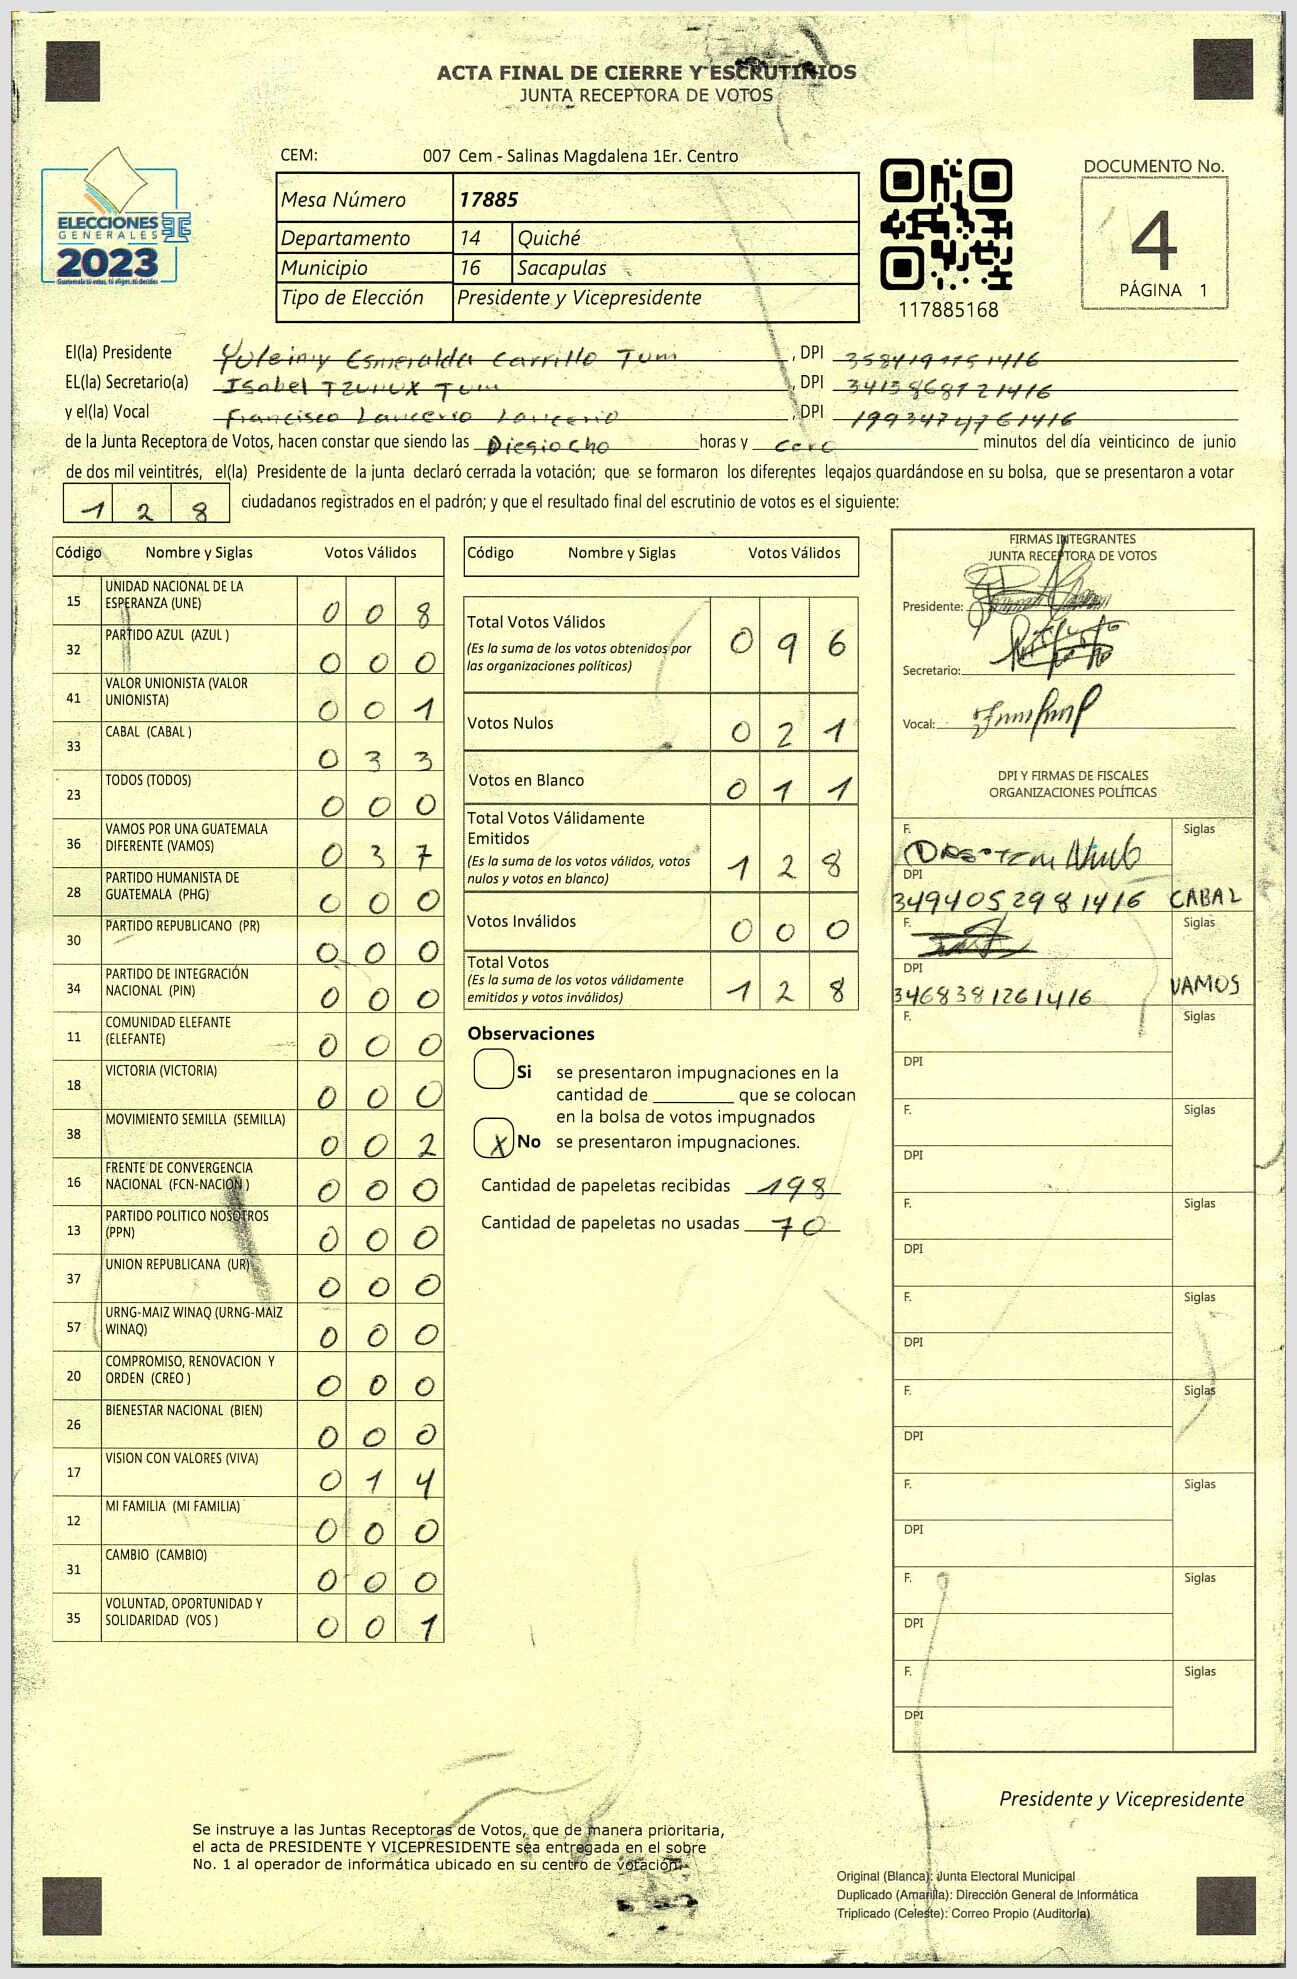 ACTA FINAL DE CIERRE Y ESCRUTINIOS
JUNTA RECEPTORA DE VOTOS
CEM: 007 Cem - Salinas Magdalena 1Er. Centro
DOCUMENTO No.
4
PÁGINA 1
ELECCIONES
GENERALES
2023
Guatemala tú votas, tú eliges, tú decides
Mesa Número 17885
Departamento 14 Quiché
Municipio 16 Sacapulas
Tipo de Elección Presidente y Vicepresidente
117885168
El(la) Presidente Yuleimy Esmeralda Carrillo Tum , DPI
EL(la) Secretario(a) Isabel Tzunux Tum , DPI
y el(la) Vocal Francisco Lancerio Lancerio , DPI 1993474761416
de la Junta Receptora de Votos, hacen constar que siendo las Diesiocho horas y cero minutos del día veinticinco de junio
de dos mil veintitrés, el(la) Presidente de la junta declaró cerrada la votación; que se formaron los diferentes legajos guardándose en su bolsa, que se presentaron a votar
128 ciudadanos registrados en el padrón; y que el resultado final del escrutinio de votos es el siguiente:
Código Nombre y Siglas Votos Válidos
15 UNIDAD NACIONAL DE LA ESPERANZA (UNE) 0 0 8
32 PARTIDO AZUL (AZUL ) 0 0 0
41 VALOR UNIONISTA (VALOR UNIONISTA) 0 0 1
33 CABAL (CABAL ) 0 3 3
23 TODOS (TODOS) 0 0 0
36 VAMOS POR UNA GUATEMALA DIFERENTE (VAMOS) 0 3 7
28 PARTIDO HUMANISTA DE GUATEMALA (PHG) 0 0 0
30 PARTIDO REPUBLICANO (PR) 0 0 0
34 PARTIDO DE INTEGRACIÓN NACIONAL (PIN) 0 0 0
11 COMUNIDAD ELEFANTE (ELEFANTE) 0 0 0
18 VICTORIA (VICTORIA) 0 0 0
38 MOVIMIENTO SEMILLA (SEMILLA) 0 0 2
16 FRENTE DE CONVERGENCIA NACIONAL (FCN-NACION ) 0 0 0
13 PARTIDO POLITICO NOSOTROS (PPN) 0 0 0
37 UNION REPUBLICANA (UR) 0 0 0
57 URNG-MAIZ WINAQ (URNG-MAIZ WINAQ) 0 0 0
20 COMPROMISO, RENOVACION Y ORDEN (CREO ) 0 0 0
26 BIENESTAR NACIONAL (BIEN) 0 0 0
17 VISION CON VALORES (VIVA) 0 1 4
12 MI FAMILIA (MI FAMILIA) 0 0 0
31 CAMBIO (CAMBIO) 0 0 0
35 VOLUNTAD, OPORTUNIDAD Y SOLIDARIDAD (VOS ) 0 0 1
Código Nombre y Siglas Votos Válidos
Total Votos Válidos 0 9 6
(Es la suma de los votos obtenidos por
las organizaciones políticas)
Votos Nulos 0 2 1
Votos en Blanco 0 1 1
Total Votos Válidamente
Emitidos 1 2 8
(Es la suma de los votos válidos, votos
nulos y votos en blanco)
Votos Inválidos 0 0 0
Total Votos 1 2 8
(Es la suma de los votos válidamente
emitidos y votos inválidos)
Observaciones
Si se presentaron impugnaciones en la
cantidad de ________ que se colocan
en la bolsa de votos impugnados
X No se presentaron impugnaciones.
Cantidad de papeletas recibidas 198
Cantidad de papeletas no usadas 70
FIRMAS INTEGRANTES
JUNTA RECEPTORA DE VOTOS
Presidente:
Secretario:
Vocal:
DPI Y FIRMAS DE FISCALES
ORGANIZACIONES POLÍTICAS
F. Siglas
DPI
3494052981416 CABAL
F. Siglas
DPI
3468381261416 VAMOS
F. Siglas
DPI
F. Siglas
DPI
F. Siglas
DPI
F. Siglas
DPI
F. Siglas
DPI
F. Siglas
DPI
F. Siglas
DPI
F. Siglas
DPI
Presidente y Vicepresidente
Se instruye a las Juntas Receptoras de Votos, que de manera prioritaria,
el acta de PRESIDENTE Y VICEPRESIDENTE sea entregada en el sobre
No. 1 al operador de informática ubicado en su centro de votación.
Original (Blanca): Junta Electoral Municipal
Duplicado (Amarilla): Dirección General de Informática
Triplicado (Celeste): Correo Propio (Auditoría)